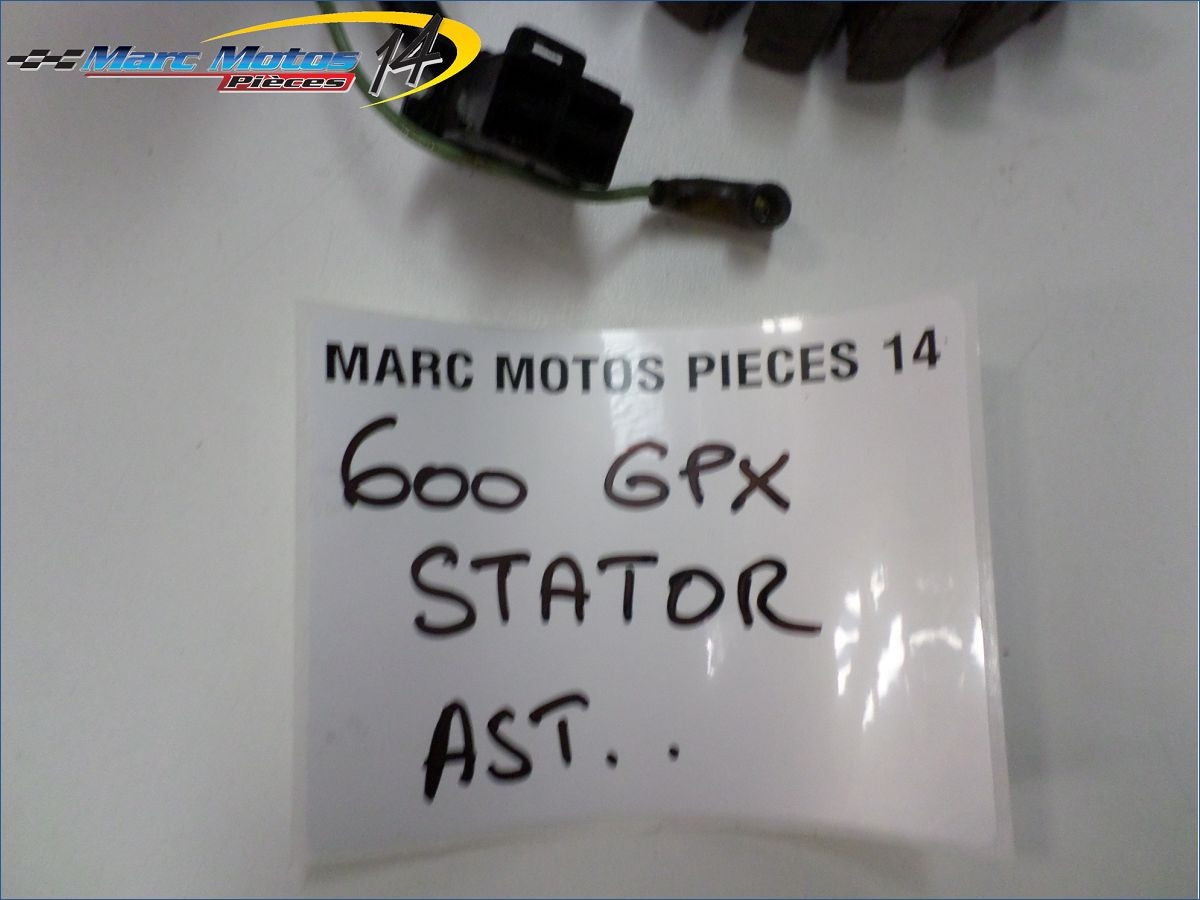 Marc Motos 14
Pièces
MARC MOTOS PIECES 14
600 GPX
STATOR
AST..